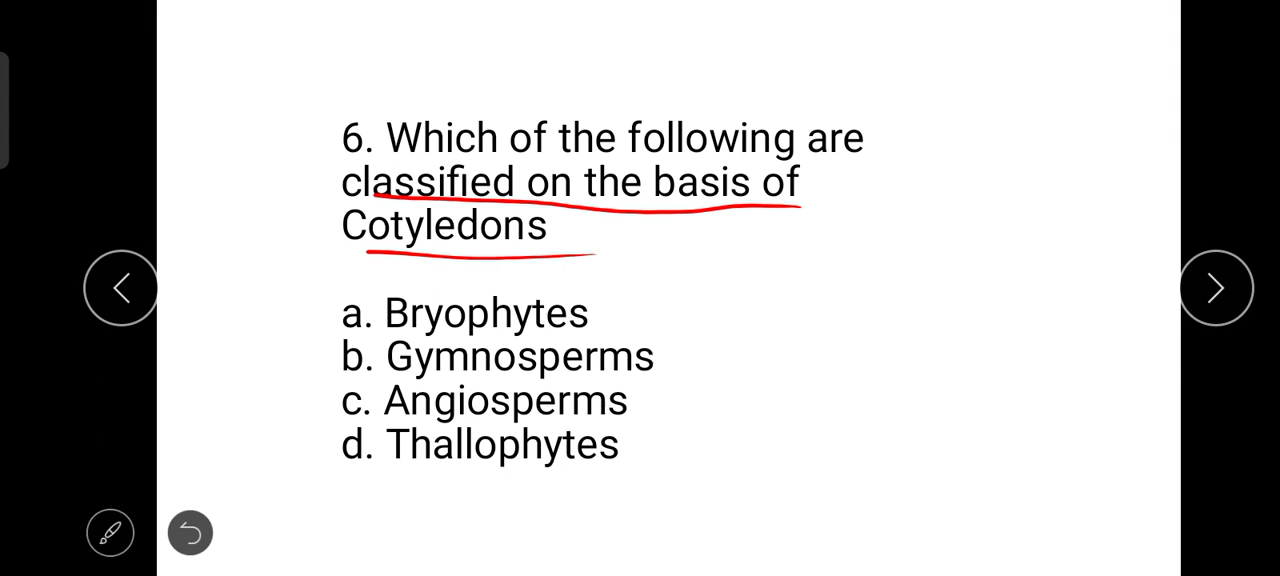 6. Which of the following are
classified on the basis of
Cotyledons
a. Bryophytes
b. Gymnosperms
c. Angiosperms
d. Thallophytes